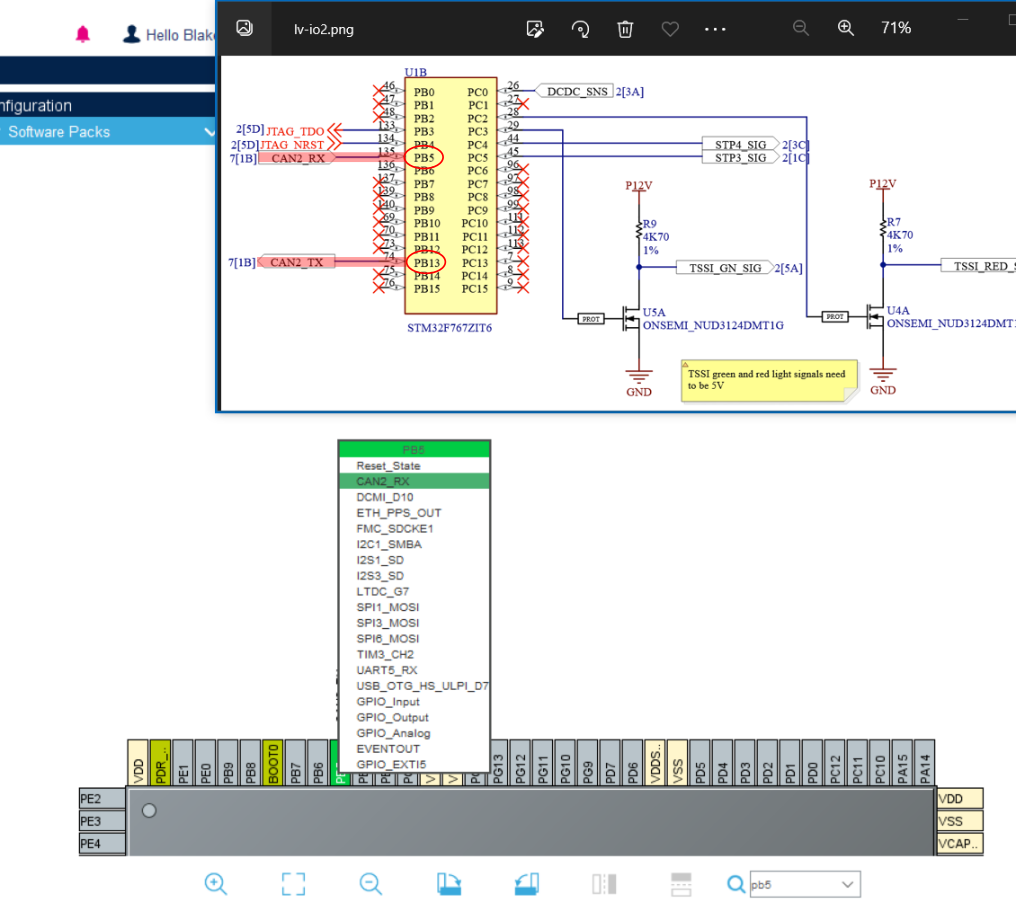 Hello Blak
lv-io2.png
71%
nfiguration
Software Packs
U1B
46 PB0 PC0 26 DCDC_SNS 2[3A]
47 PB1 PC1 27
48 PB2 PC2 28
2[5D] JTAG_TDO 133 PB3 PC3 29
2[5D] JTAG_NRST 134 PB4 PC4 44 STP4_SIG 2[3C]
7[1B] CAN2_RX 135 PB5 PC5 45 STP3_SIG 2[1C]
136 PB6 PC6 96
137 PB7 PC7 97
139 PB8 PC8 98
140 PB9 PC9 99
69 PB10 PC10 111
70 PB11 PC11 112
73 PB12 PC12 113
7[1B] CAN2_TX 74 PB13 PC13 7
75 PB14 PC14 8
76 PB15 PC15 9
STM32F767ZIT6
P12V
R9
4K70
1%
TSSI_GN_SIG 2[5A]
PROT
U5A
ONSEMI_NUD3124DMT1G
GND
P12V
R7
4K70
1%
TSSI_RED_S
PROT
U4A
ONSEMI_NUD3124DMT1
GND
TSSI green and red light signals need
to be 5V
PB5
Reset_State
CAN2_RX
DCMI_D10
ETH_PPS_OUT
FMC_SDCKE1
I2C1_SMBA
I2S1_SD
I2S3_SD
LTDC_G7
SPI1_MOSI
SPI3_MOSI
SPI6_MOSI
TIM3_CH2
UART5_RX
USB_OTG_HS_ULPI_D7
GPIO_Input
GPIO_Output
GPIO_Analog
EVENTOUT
GPIO_EXTI5
VDD PDR_.. PE1 PE0 PB9 PB8 BOOT0 PB7 PB6 PG13 PG12 PG11 PG10 PG9 PD7 PD6 VDDS.. VSS PD5 PD4 PD3 PD2 PD1 PD0 PC12 PC11 PC10 PA15 PA14
PE2 VDD
PE3 VSS
PE4 VCAP..
pb5